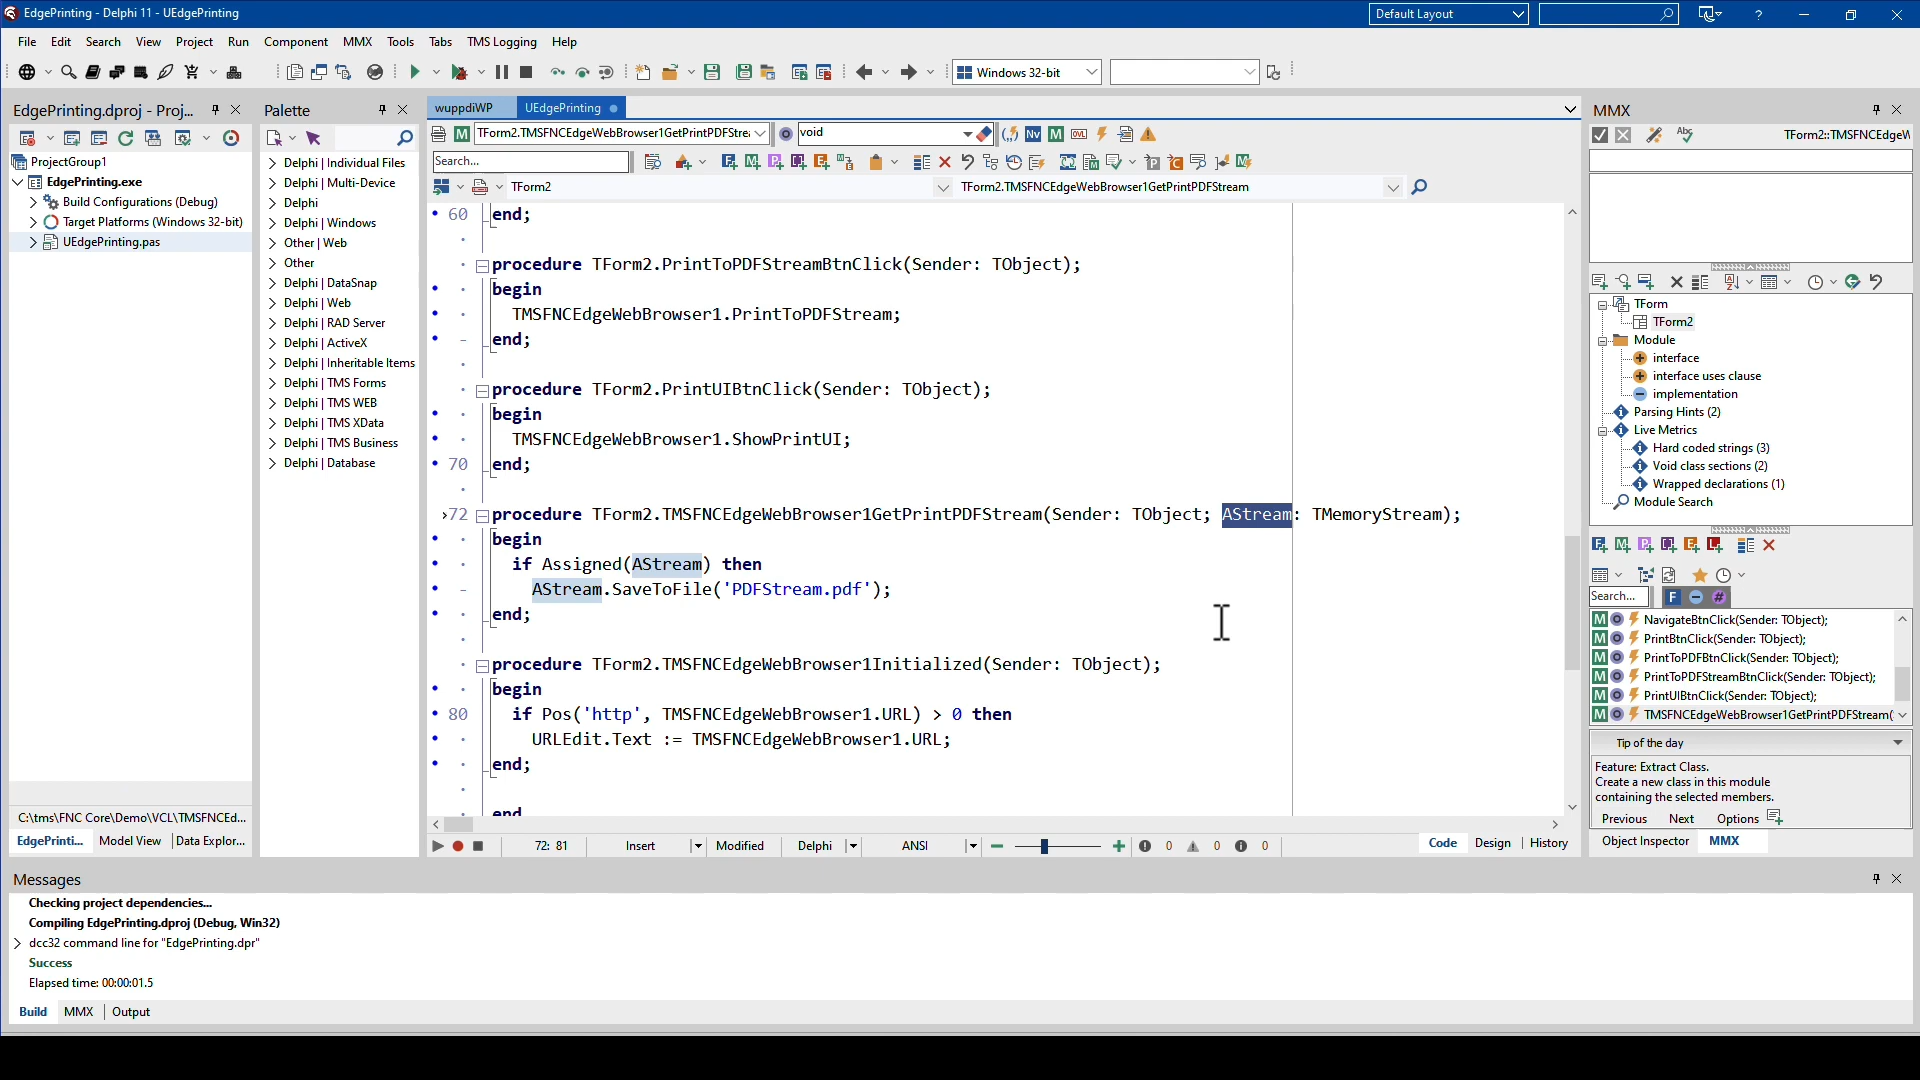 EdgePrinting - Delphi 11 - UEdgePrinting
Default Layout
?
File Edit Search View Project Run Component MMX Tools Tabs TMS Logging Help
Windows 32-bit
EdgePrinting.dproj - Proj...
ProjectGroup1
EdgePrinting.exe
Build Configurations (Debug)
Target Platforms (Windows 32-bit)
UEdgePrinting.pas
C:\tms\FNC Core\Demo\VCL\TMSFNCEd...
EdgePrinti... Model View Data Explor...
Palette
Delphi | Individual Files
Delphi | Multi-Device
Delphi
Delphi | Windows
Other | Web
Other
Delphi | DataSnap
Delphi | Web
Delphi | RAD Server
Delphi | ActiveX
Delphi | Inheritable Items
Delphi | TMS Forms
Delphi | TMS WEB
Delphi | TMS XData
Delphi | TMS Business
Delphi | Database
wuppdiWP UEdgePrinting
TForm2.TMSFNCEdgeWebBrowser1GetPrintPDFStrea void
Search...
TForm2 TForm2.TMSFNCEdgeWebBrowser1GetPrintPDFStream
60 end;
procedure TForm2.PrintToPDFStreamBtnClick(Sender: TObject);
begin
TMSFNCEdgeWebBrowser1.PrintToPDFStream;
end;
procedure TForm2.PrintUIBtnClick(Sender: TObject);
begin
TMSFNCEdgeWebBrowser1.ShowPrintUI;
70 end;
72 procedure TForm2.TMSFNCEdgeWebBrowser1GetPrintPDFStream(Sender: TObject; AStream: TMemoryStream);
begin
if Assigned(AStream) then
AStream.SaveToFile('PDFStream.pdf');
end;
procedure TForm2.TMSFNCEdgeWebBrowser1Initialized(Sender: TObject);
begin
80 if Pos('http', TMSFNCEdgeWebBrowser1.URL) > 0 then
URLEdit.Text := TMSFNCEdgeWebBrowser1.URL;
end;
end
72: 81 Insert Modified Delphi ANSI 0 0 0 Code Design History
MMX
TForm2::TMSFNCEdgeW
TForm
TForm2
Module
interface
interface uses clause
implementation
Parsing Hints (2)
Live Metrics
Hard coded strings (3)
Void class sections (2)
Wrapped declarations (1)
Module Search
Search...
NavigateBtnClick(Sender: TObject);
PrintBtnClick(Sender: TObject);
PrintToPDFBtnClick(Sender: TObject);
PrintToPDFStreamBtnClick(Sender: TObject);
PrintUIBtnClick(Sender: TObject);
TMSFNCEdgeWebBrowser1GetPrintPDFStream(
Tip of the day
Feature: Extract Class.
Create a new class in this module
containing the selected members.
Previous Next Options
Object Inspector MMX
Messages
Checking project dependencies...
Compiling EdgePrinting.dproj (Debug, Win32)
dcc32 command line for "EdgePrinting.dpr"
Success
Elapsed time: 00:00:01.5
Build MMX Output